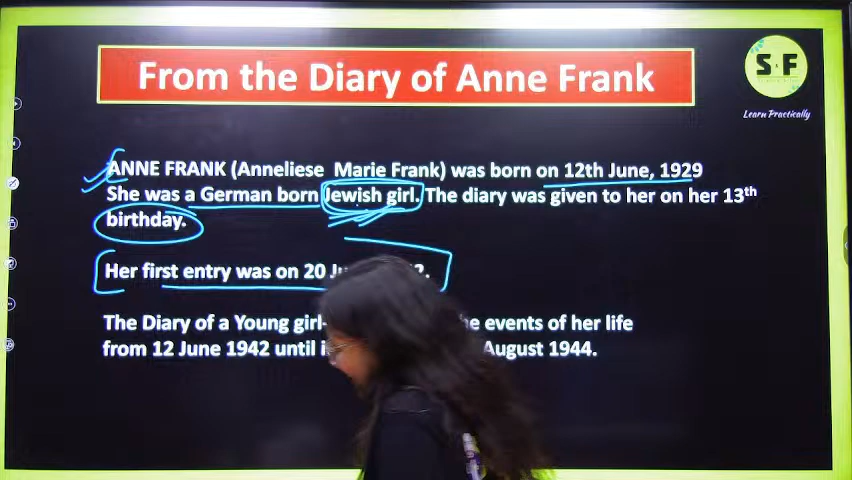 From the Diary of Anne Frank
S F
Learn Practically
ANNE FRANK (Anneliese Marie Frank) was born on 12th June, 1929
She was a German born Jewish girl. The diary was given to her on her 13th
birthday.
Her first entry was on 20
The Diary of a Young girl- events of her life
from 12 June 1942 until August 1944.